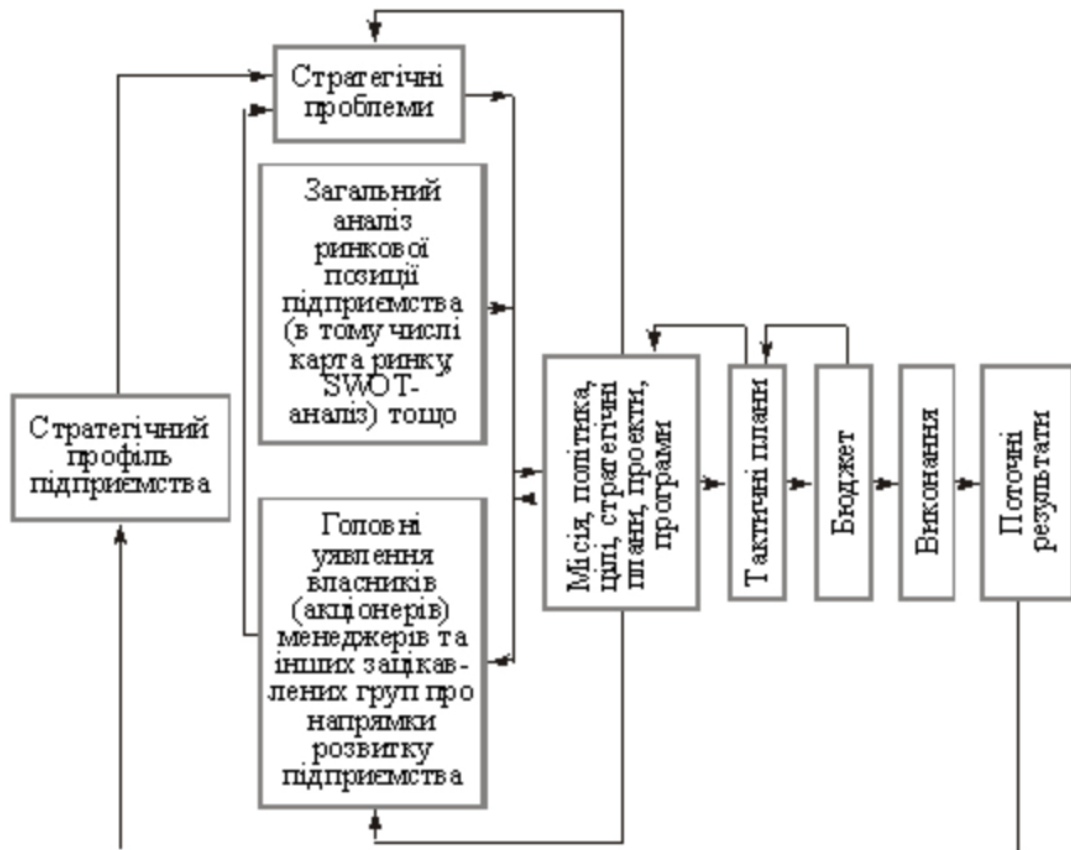 Стратегічні
проблеми
Загальний
аналіз
ринкової
позиції
підприємства
(в тому числі
карта ринку,
SWOT-
аналіз) тощо
Стратегічний
профіль
підприємства
Головні
уявлення
власників
(акціонерів)
менеджерів та
інших зацікав-
лених груп про
напрямки
розвитку
підприємства
Місія, політика,
цілі, стратегічні
плани, проекти,
програми
Тактичні плани
Бюджет
Виконання
Поточні
результати